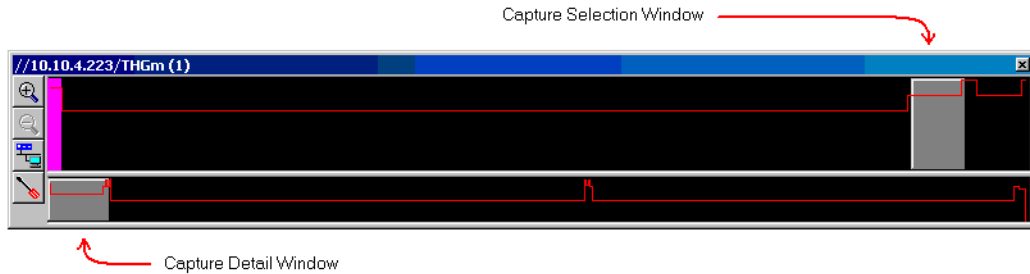 Capture Selection Window
//10.10.4.223/THGm (1)
Capture Detail Window